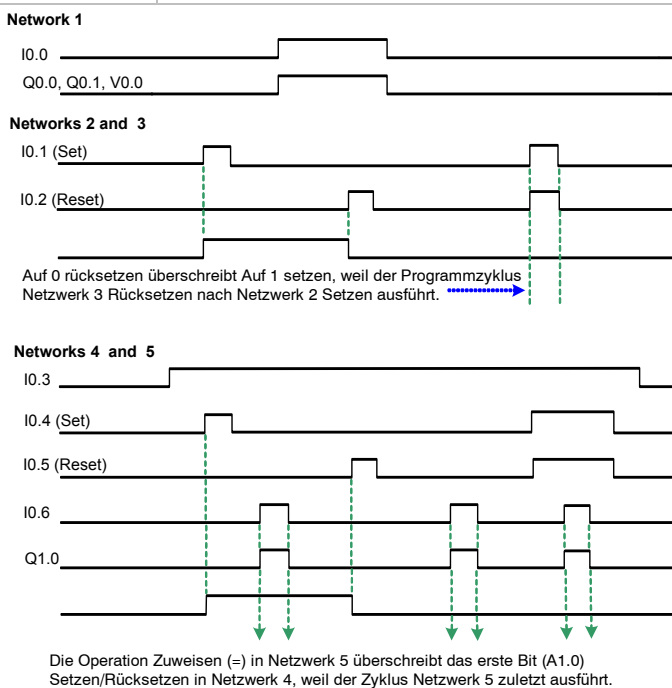 Network 1
I0.0
Q0.0, Q0.1, V0.0
Networks 2 and 3
I0.1 (Set)
I0.2 (Reset)
Auf 0 rücksetzen überschreibt Auf 1 setzen, weil der Programmzyklus
Netzwerk 3 Rücksetzen nach Netzwerk 2 Setzen ausführt.
Networks 4 and 5
I0.3
I0.4 (Set)
I0.5 (Reset)
I0.6
Q1.0
Die Operation Zuweisen (=) in Netzwerk 5 überschreibt das erste Bit (A1.0)
Setzen/Rücksetzen in Netzwerk 4, weil der Zyklus Netzwerk 5 zuletzt ausführt.